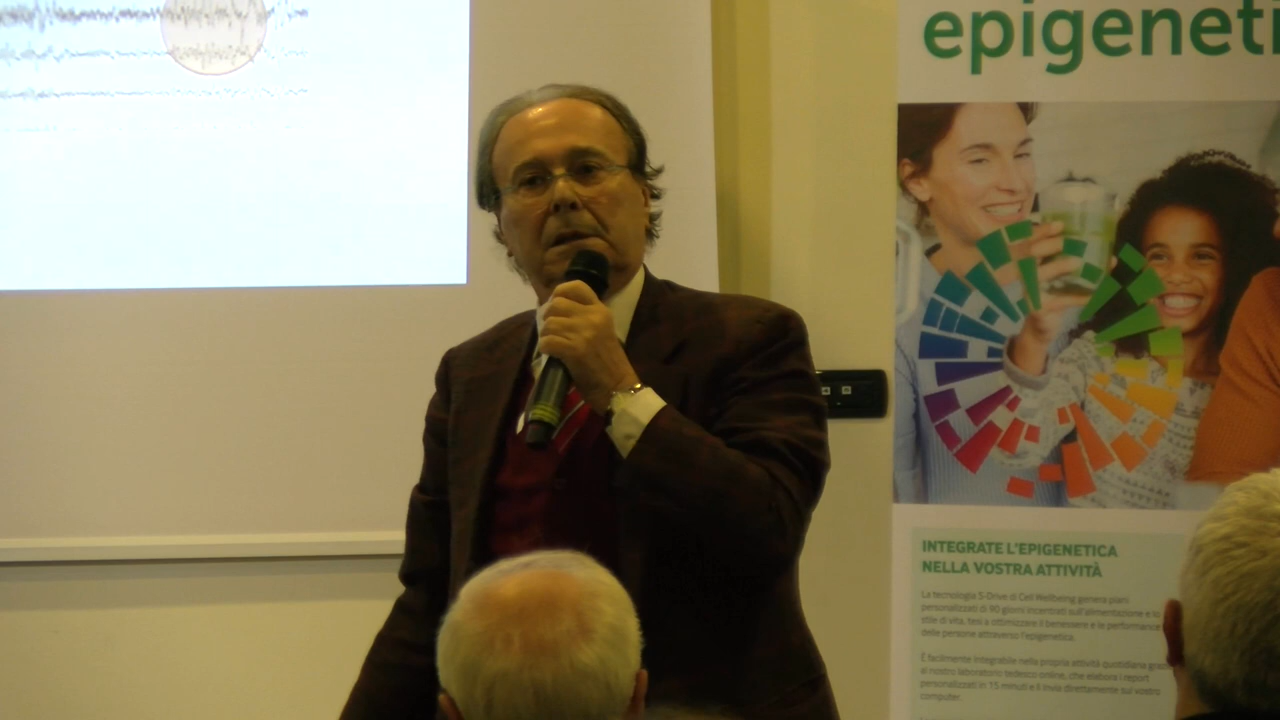 epigeneti
INTEGRATE L'EPIGENETICA
NELLA VOSTRA ATTIVITÀ
La tecnologia S-Drive di Cell Wellbeing genera piani
personalizzati di 90 giorni incentrati sull'alimentazione e lo
stile di vita, tesi a ottimizzare il benessere e le performance
delle persone attraverso l'epigenetica.
È facilmente integrabile nella propria attività quotidiana
al nostro laboratorio tedesco online, che elabora i report
personalizzati in 15 minuti e li invia direttamente sul vostro
computer.